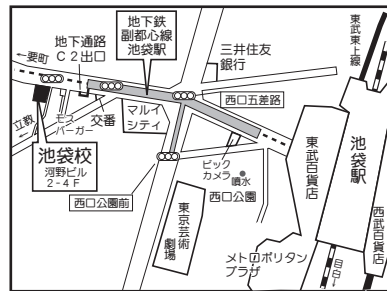 地下鉄
副都心線
池袋駅
地下通路
C2出口
←要町
三井住友
銀行
東武東上線
西口五差路
立教
モス
バーガー
交番
マルイ
シティ
池袋校
河野ビル
2-4F
西口公園前
ビック
カメラ
噴水
西口公園
東京芸術
劇場
東武百貨店
池袋駅
西武百貨店
メトロポリタン
プラザ
目白